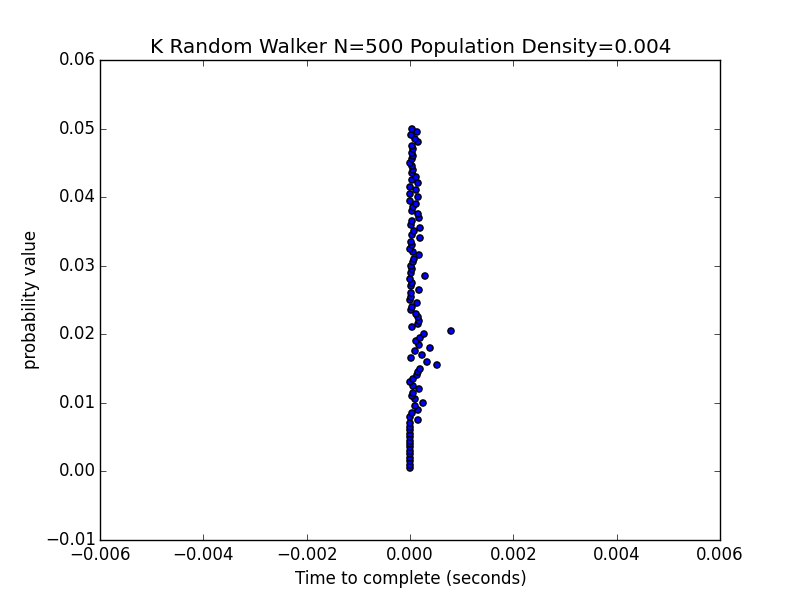 K Random Walker N=500 Population Density=0.004
0.06
0.05
0.04
0.03
0.02
0.01
0.00
−0.01
probability value
−0.006 −0.004 −0.002 0.000 0.002 0.004 0.006
Time to complete (seconds)